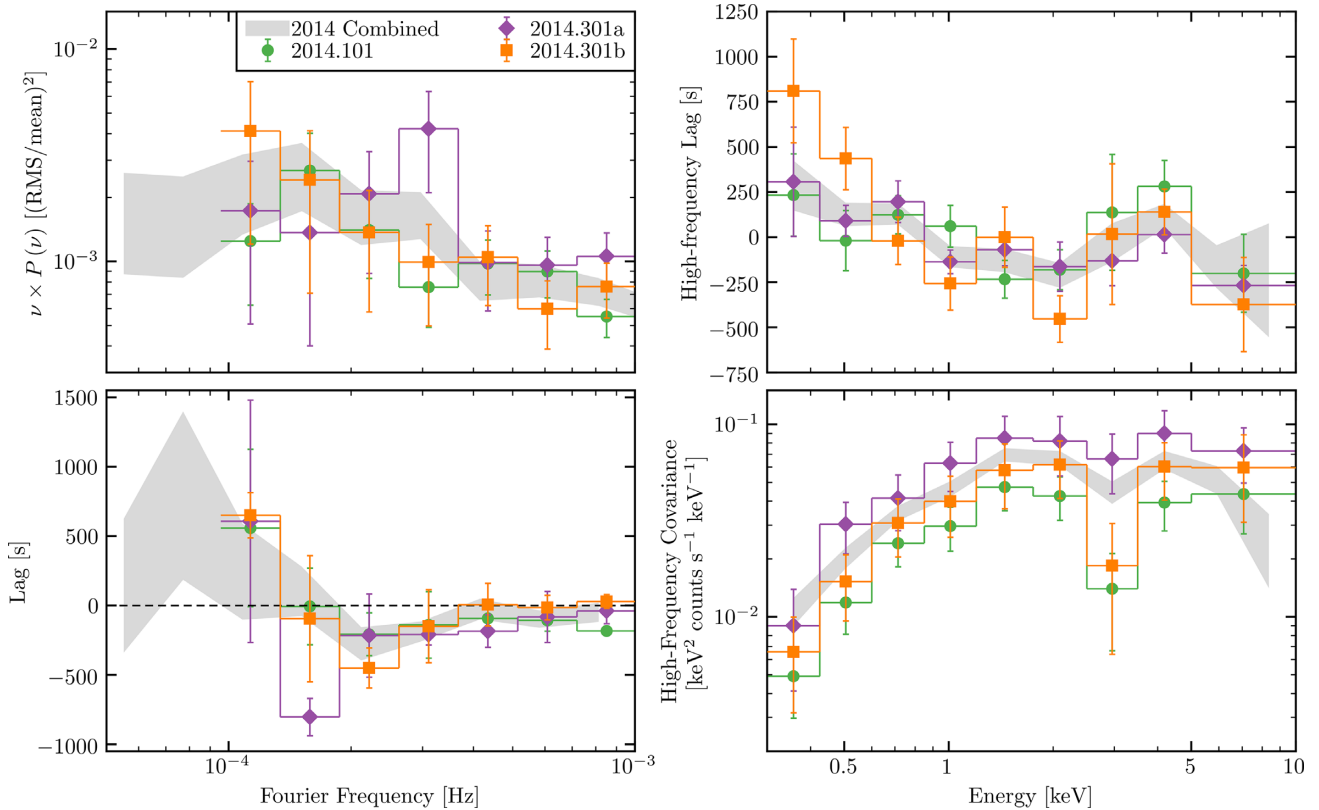 2014 Combined
2014.101
2014.301a
2014.301b
10⁻²
10⁻³
ν × P (ν) [(RMS/mean)²]
1250
1000
750
500
250
0
−250
−500
−750
High-frequency Lag [s]
1500
1000
500
0
−500
−1000
Lag [s]
10⁻⁴
10⁻³
Fourier Frequency [Hz]
10⁻¹
10⁻²
High-Frequency Covariance
[keV² counts s⁻¹ keV⁻¹]
0.5
1
5
10
Energy [keV]